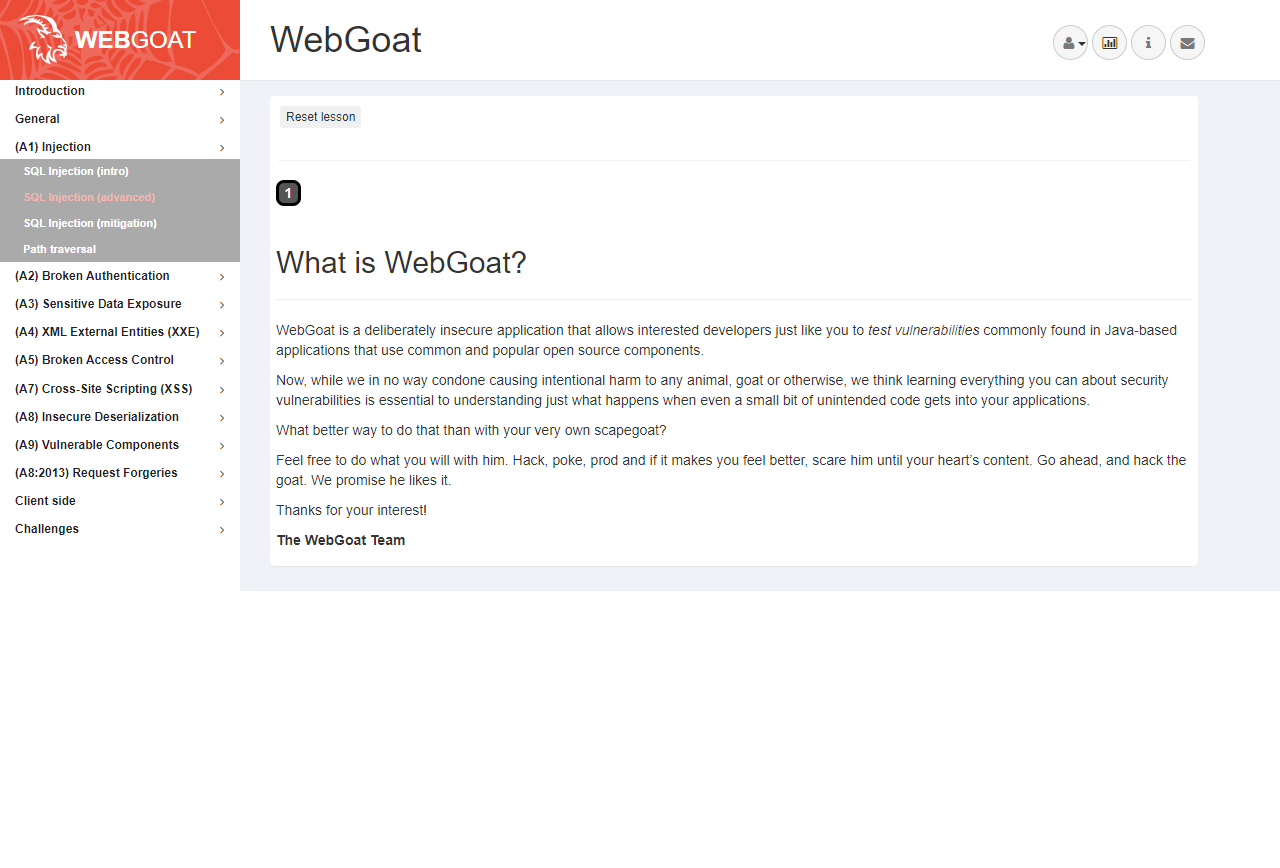 WEBGOAT
WebGoat
Introduction
General
(A1) Injection
SQL Injection (intro)
SQL Injection (advanced)
SQL Injection (mitigation)
Path traversal
(A2) Broken Authentication
(A3) Sensitive Data Exposure
(A4) XML External Entities (XXE)
(A5) Broken Access Control
(A7) Cross-Site Scripting (XSS)
(A8) Insecure Deserialization
(A9) Vulnerable Components
(A8:2013) Request Forgeries
Client side
Challenges
Reset lesson
1
What is WebGoat?
WebGoat is a deliberately insecure application that allows interested developers just like you to test vulnerabilities commonly found in Java-based
applications that use common and popular open source components.
Now, while we in no way condone causing intentional harm to any animal, goat or otherwise, we think learning everything you can about security
vulnerabilities is essential to understanding just what happens when even a small bit of unintended code gets into your applications.
What better way to do that than with your very own scapegoat?
Feel free to do what you will with him. Hack, poke, prod and if it makes you feel better, scare him until your heart’s content. Go ahead, and hack the
goat. We promise he likes it.
Thanks for your interest!
The WebGoat Team